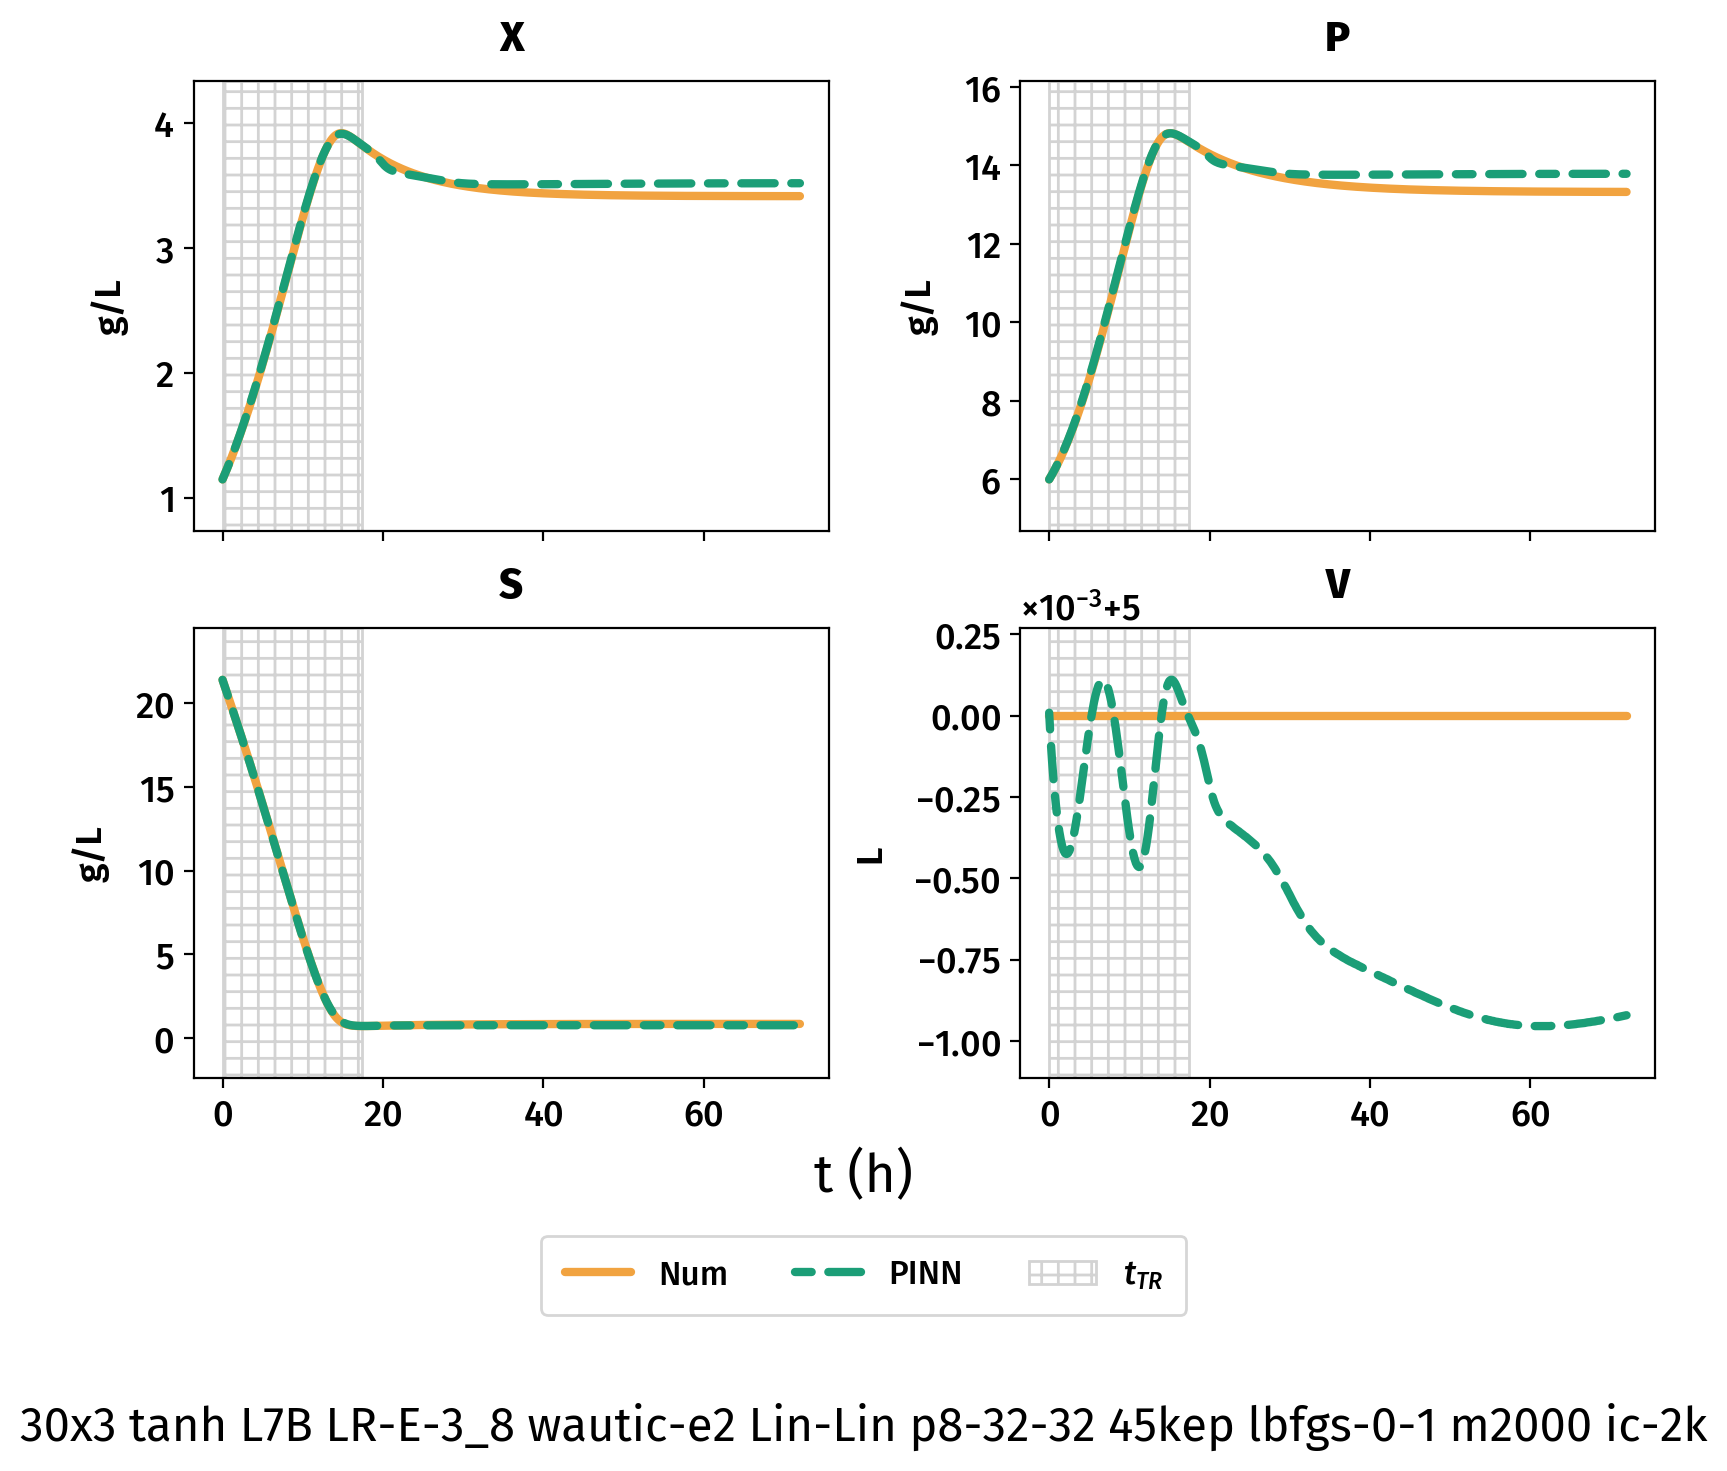 X
P
4
3
2
1
g/L
16
14
12
10
8
6
g/L
S
V
×10⁻³+5
20
15
10
5
0
g/L
0.25
0.00
−0.25
−0.50
−0.75
−1.00
L
0 20 40 60
0 20 40 60
t (h)
Num PINN t_TR
30x3 tanh L7B LR-E-3_8 wautic-e2 Lin-Lin p8-32-32 45kep lbfgs-0-1 m2000 ic-2k